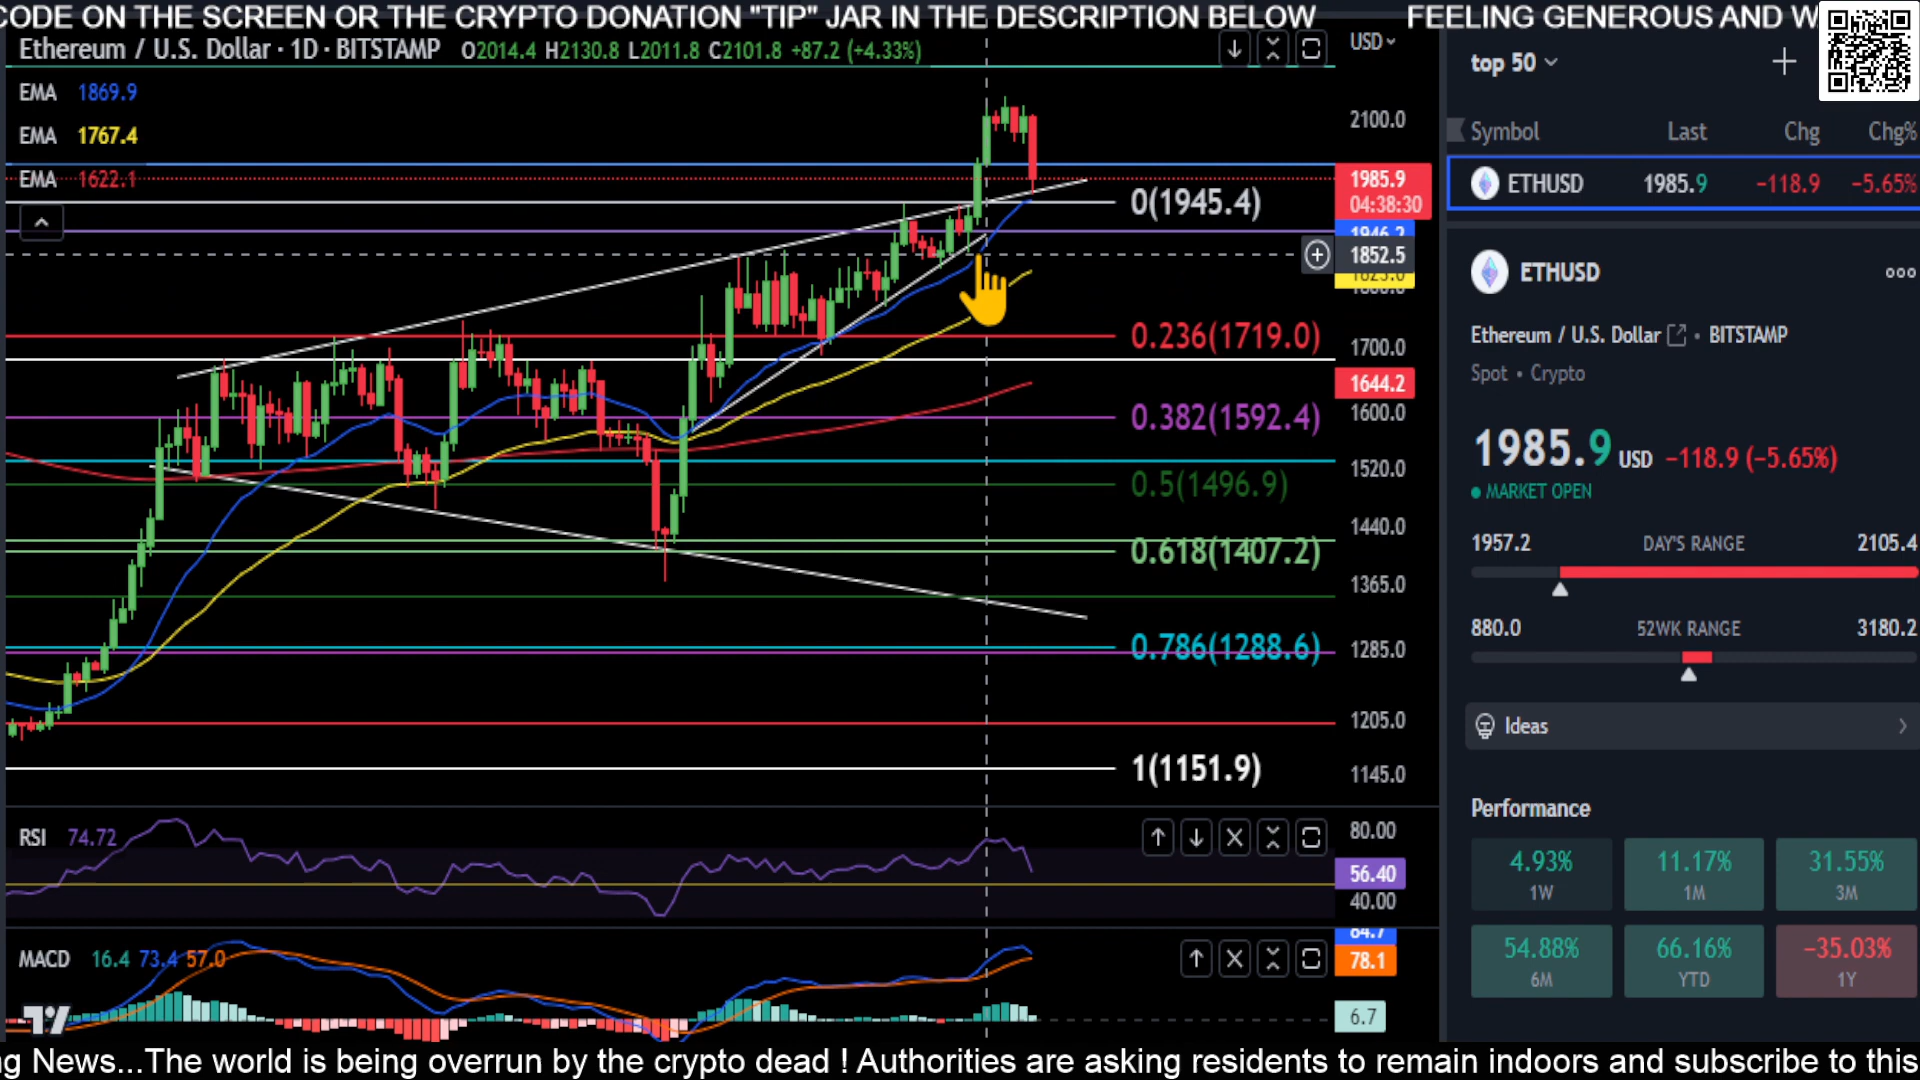 CODE ON THE SCREEN OR THE CRYPTO DONATION "TIP" JAR IN THE DESCRIPTION BELOW FEELING GENEROUS AND W
Ethereum / U.S. Dollar · 1D · BITSTAMP O2014.4 H2130.8 L2011.8 C2101.8 +87.2 (+4.33%)
USD
EMA 1869.9
EMA 1767.4
EMA 1622.1
2100.0
1985.9
04:38:30
1946.2
1852.5
1800.0
1700.0
1644.2
1600.0
1520.0
1440.0
1365.0
1285.0
1205.0
1145.0
0(1945.4)
0.236(1719.0)
0.382(1592.4)
0.5(1496.9)
0.618(1407.2)
0.786(1288.6)
1(1151.9)
RSI 74.72
80.00
56.40
40.00
MACD 16.4 73.4 57.0
84.7
78.1
6.7
top 50
Symbol Last Chg Chg%
ETHUSD 1985.9 −118.9 −5.65%
ETHUSD
Ethereum / U.S. Dollar • BITSTAMP
Spot • Crypto
1985.9 USD −118.9 (−5.65%)
MARKET OPEN
1957.2 DAY'S RANGE 2105.4
880.0 52WK RANGE 3180.2
Ideas
Performance
4.93% 11.17% 31.55%
1W 1M 3M
54.88% 66.16% −35.03%
6M YTD 1Y
g News...The world is being overrun by the crypto dead ! Authorities are asking residents to remain indoors and subscribe to this